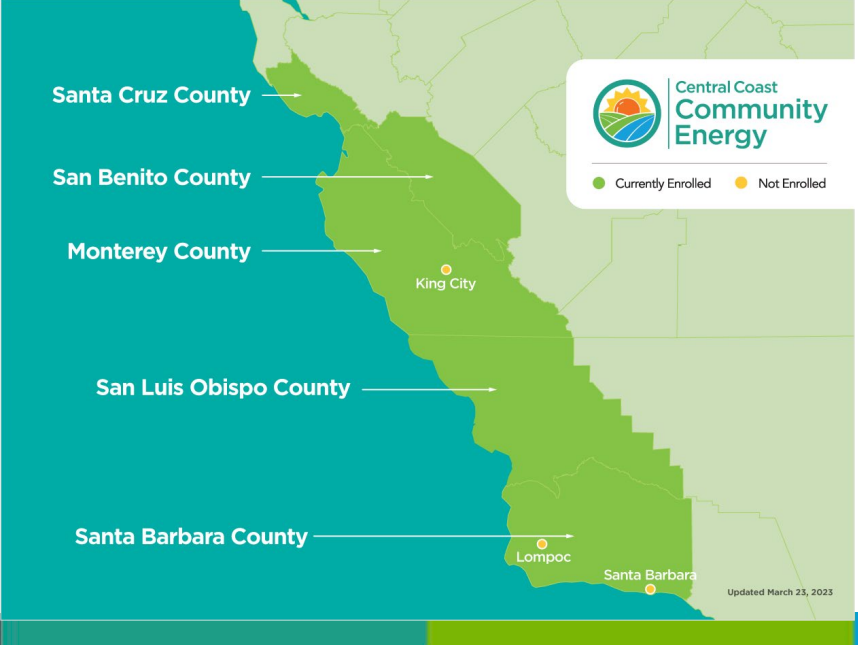 Santa Cruz County
San Benito County
Monterey County
King City
San Luis Obispo County
Santa Barbara County
Lompoc
Santa Barbara
Central Coast
Community
Energy
Currently Enrolled
Not Enrolled
Updated March 23, 2023